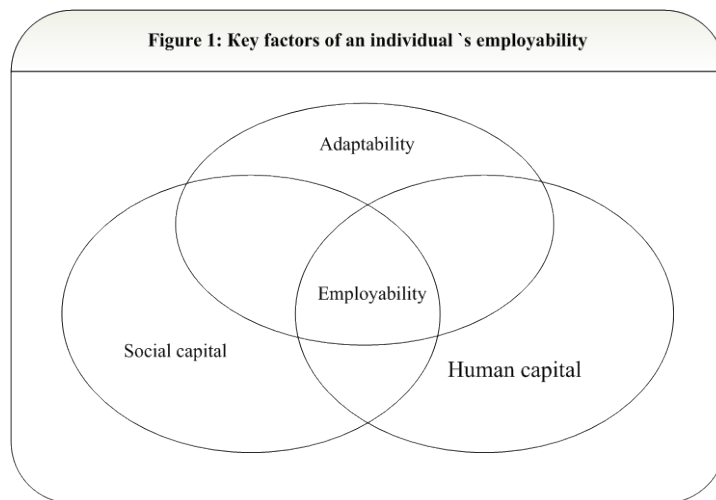 Figure 1: Key factors of an individual `s employability
Adaptability
Employability
Social capital
Human capital